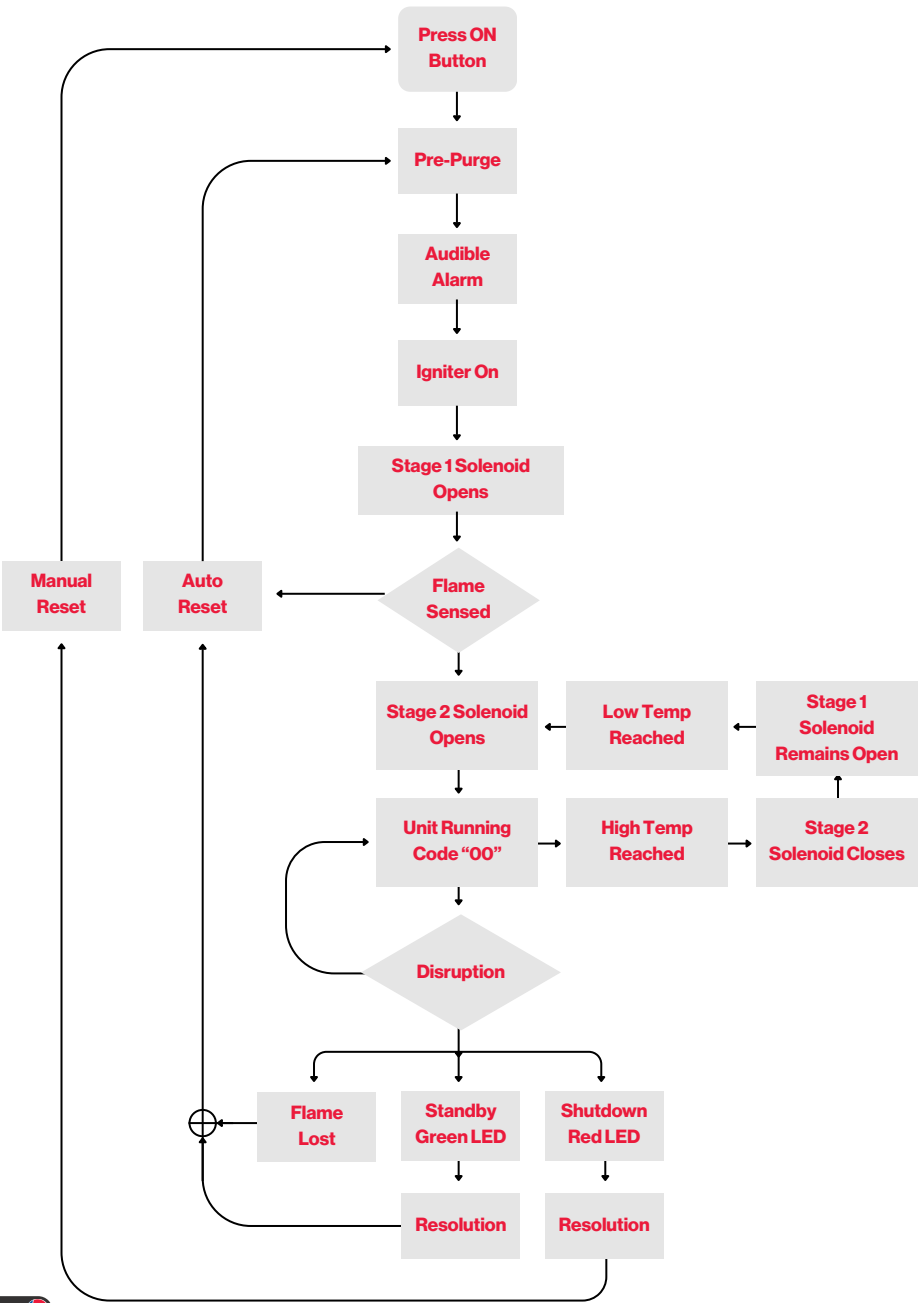 Press ON
Button
Pre-Purge
Audible
Alarm
Igniter On
Stage 1 Solenoid
Opens
Manual
Reset
Auto
Reset
Flame
Sensed
Stage 2 Solenoid
Opens
Low Temp
Reached
Stage 1
Solenoid
Remains Open
Unit Running
Code “00”
High Temp
Reached
Stage 2
Solenoid Closes
Disruption
Flame
Lost
Standby
Green LED
Shutdown
Red LED
Resolution
Resolution